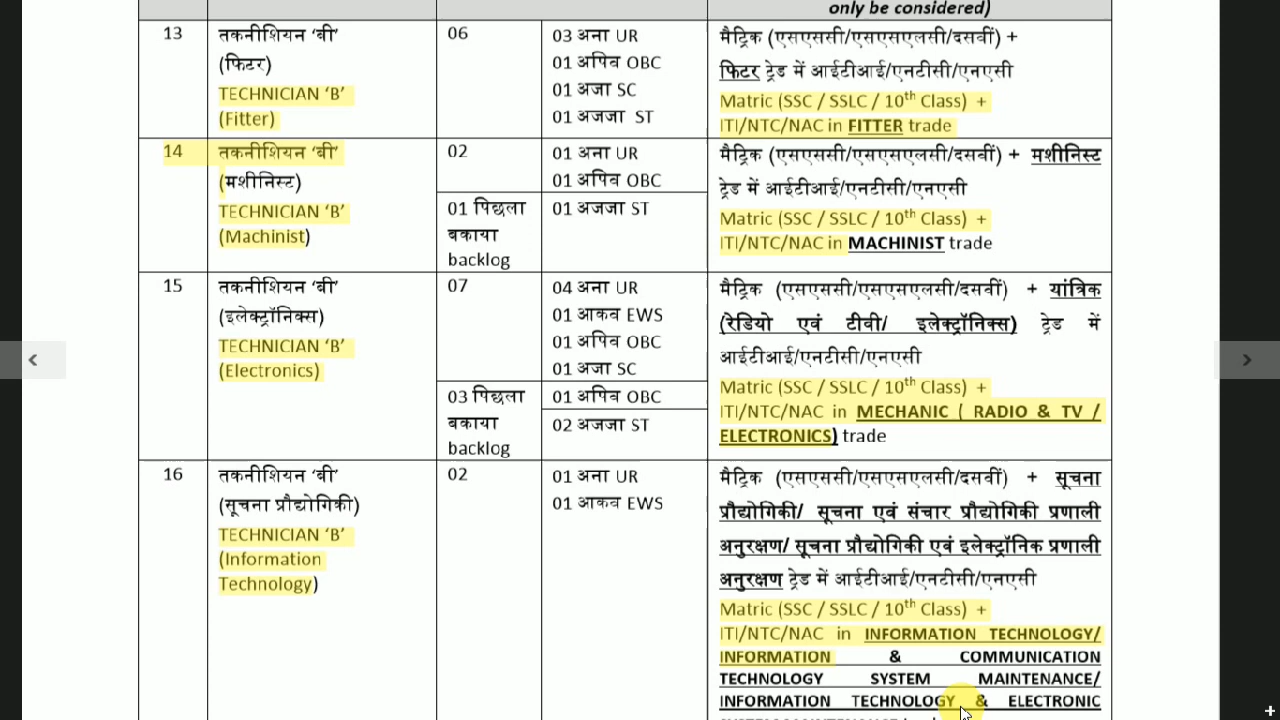 only be considered)
13
तकनीशियन ‘बी’
(फिटर)
TECHNICIAN ‘B’
(Fitter)
06
03 अना UR
01 अपिव OBC
01 अजा SC
01 अजजा ST
मैट्रिक (एसएससी/एसएसएलसी/दसवीं) +
फिटर ट्रेड में आईटीआई/एनटीसी/एनएसी
Matric (SSC / SSLC / 10th Class) +
ITI/NTC/NAC in FITTER trade
14
तकनीशियन ‘बी’
(मशीनिस्ट)
TECHNICIAN ‘B’
(Machinist)
02
01 अना UR
01 अपिव OBC
01 पिछला
बकाया
backlog
01 अजजा ST
मैट्रिक (एसएससी/एसएसएलसी/दसवीं) + मशीनिस्ट
ट्रेड में आईटीआई/एनटीसी/एनएसी
Matric (SSC / SSLC / 10th Class) +
ITI/NTC/NAC in MACHINIST trade
15
तकनीशियन ‘बी’
(इलेक्ट्रॉनिक्स)
TECHNICIAN ‘B’
(Electronics)
07
04 अना UR
01 आकव EWS
01 अपिव OBC
01 अजा SC
03 पिछला
बकाया
backlog
01 अपिव OBC
02 अजजा ST
मैट्रिक (एसएससी/एसएसएलसी/दसवीं) + यांत्रिक
(रेडियो एवं टीवी/ इलेक्ट्रॉनिक्स) ट्रेड में
आईटीआई/एनटीसी/एनएसी
Matric (SSC / SSLC / 10th Class) +
ITI/NTC/NAC in MECHANIC ( RADIO & TV /
ELECTRONICS) trade
16
तकनीशियन ‘बी’
(सूचना प्रौद्योगिकी)
TECHNICIAN ‘B’
(Information
Technology)
02
01 अना UR
01 आकव EWS
मैट्रिक (एसएससी/एसएसएलसी/दसवीं) + सूचना
प्रौद्योगिकी/ सूचना एवं संचार प्रौद्योगिकी प्रणाली
अनुरक्षण/ सूचना प्रौद्योगिकी एवं इलेक्ट्रॉनिक प्रणाली
अनुरक्षण ट्रेड में आईटीआई/एनटीसी/एनएसी
Matric (SSC / SSLC / 10th Class) +
ITI/NTC/NAC in INFORMATION TECHNOLOGY/
INFORMATION & COMMUNICATION
TECHNOLOGY SYSTEM MAINTENANCE/
INFORMATION TECHNOLOGY & ELECTRONIC